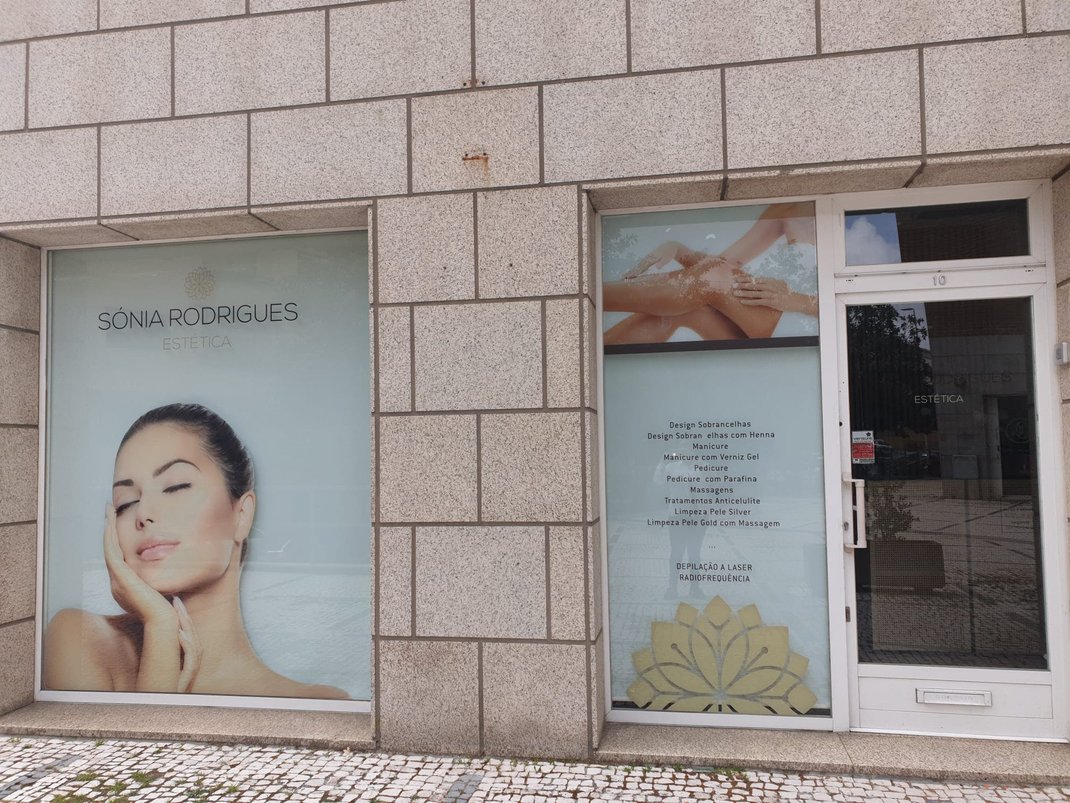 SÓNIA RODRIGUES
ESTÉTICA
Design Sobrancelhas
Design Sobran elhas com Henna
Manicure
Manicure com Verniz Gel
Pedicure
Pedicure com Parafina
Massagens
Tratamentos Anticelulite
Limpeza Pele Silver
Limpeza Pele Gold com Massagem
...
DEPILAÇÃO A LASER
RADIOFREQUÊNCIA
10
ESTÉTICA